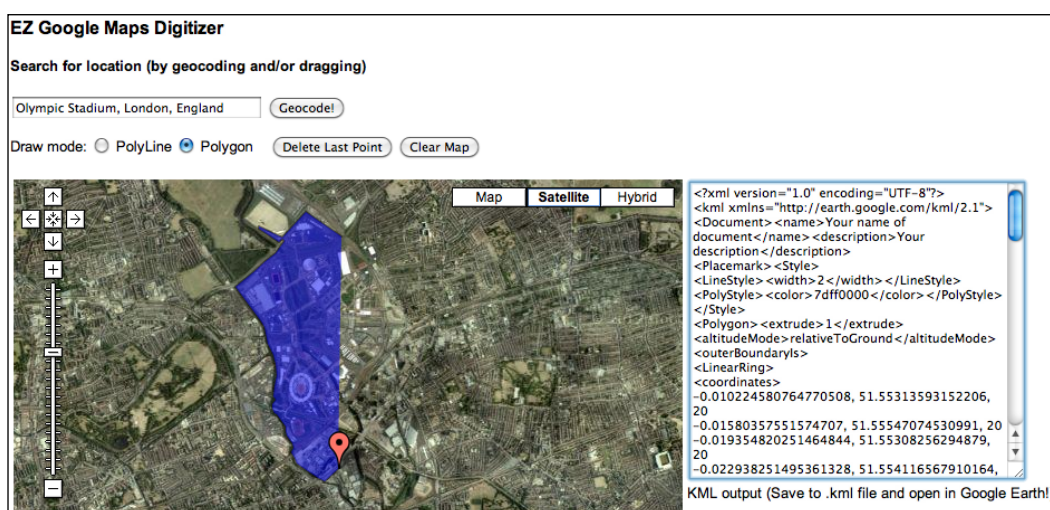 EZ Google Maps Digitizer
Search for location (by geocoding and/or dragging)
Olympic Stadium, London, England
Geocode!
Draw mode: PolyLine Polygon
Delete Last Point
Clear Map
Map
Satellite
Hybrid
<?xml version="1.0" encoding="UTF-8"?>
<kml xmlns="http://earth.google.com/kml/2.1">
<Document><name>Your name of
document</name><description>Your
description</description>
<Placemark><Style>
<LineStyle><width>2</width></LineStyle>
<PolyStyle><color>7dff0000</color></PolyStyle>
</Style>
<Polygon><extrude>1</extrude>
<altitudeMode>relativeToGround</altitudeMode>
<outerBoundaryIs>
<LinearRing>
<coordinates>
-0.010224580764770508, 51.55313593152206,
20
-0.01580357551574707, 51.55547074530991, 20
-0.019354820251464844, 51.55308256294879,
20
-0.022938251495361328, 51.554116567910164,
KML output (Save to .kml file and open in Google Earth!